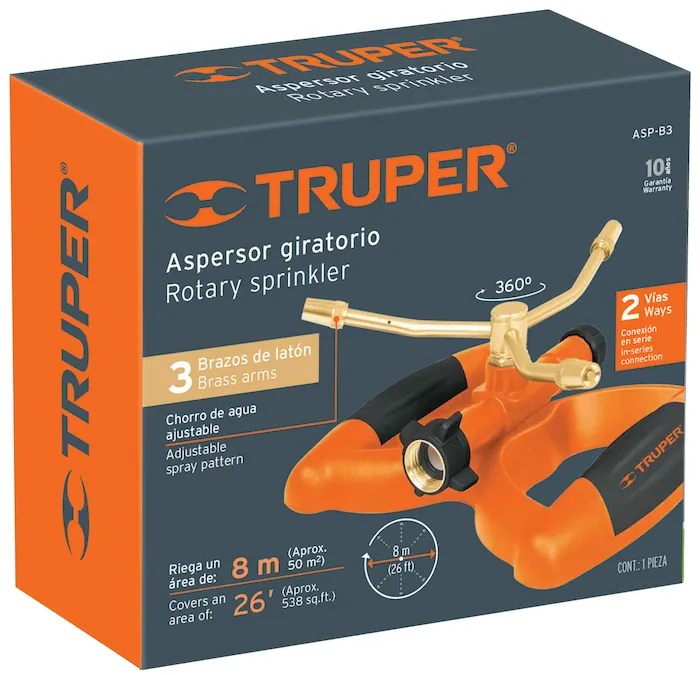 TRUPER®
Aspersor giratorio
Rotary sprinkler
TRUPER®
ASP-B3
10 años
Garantía
Warranty
TRUPER®
Aspersor giratorio
Rotary sprinkler
360°
2 Vías
Ways
Conexión
en serie
In-series
connection
3 Brazos de latón
Brass arms
Chorro de agua
ajustable
Adjustable
spray pattern
TRUPER
Riega un
área de: 8 m (Aprox.
50 m²)
Covers an
area of: 26' (Aprox.
538 sq.ft.)
8 m
(26 ft)
CONT.: 1 PIEZA